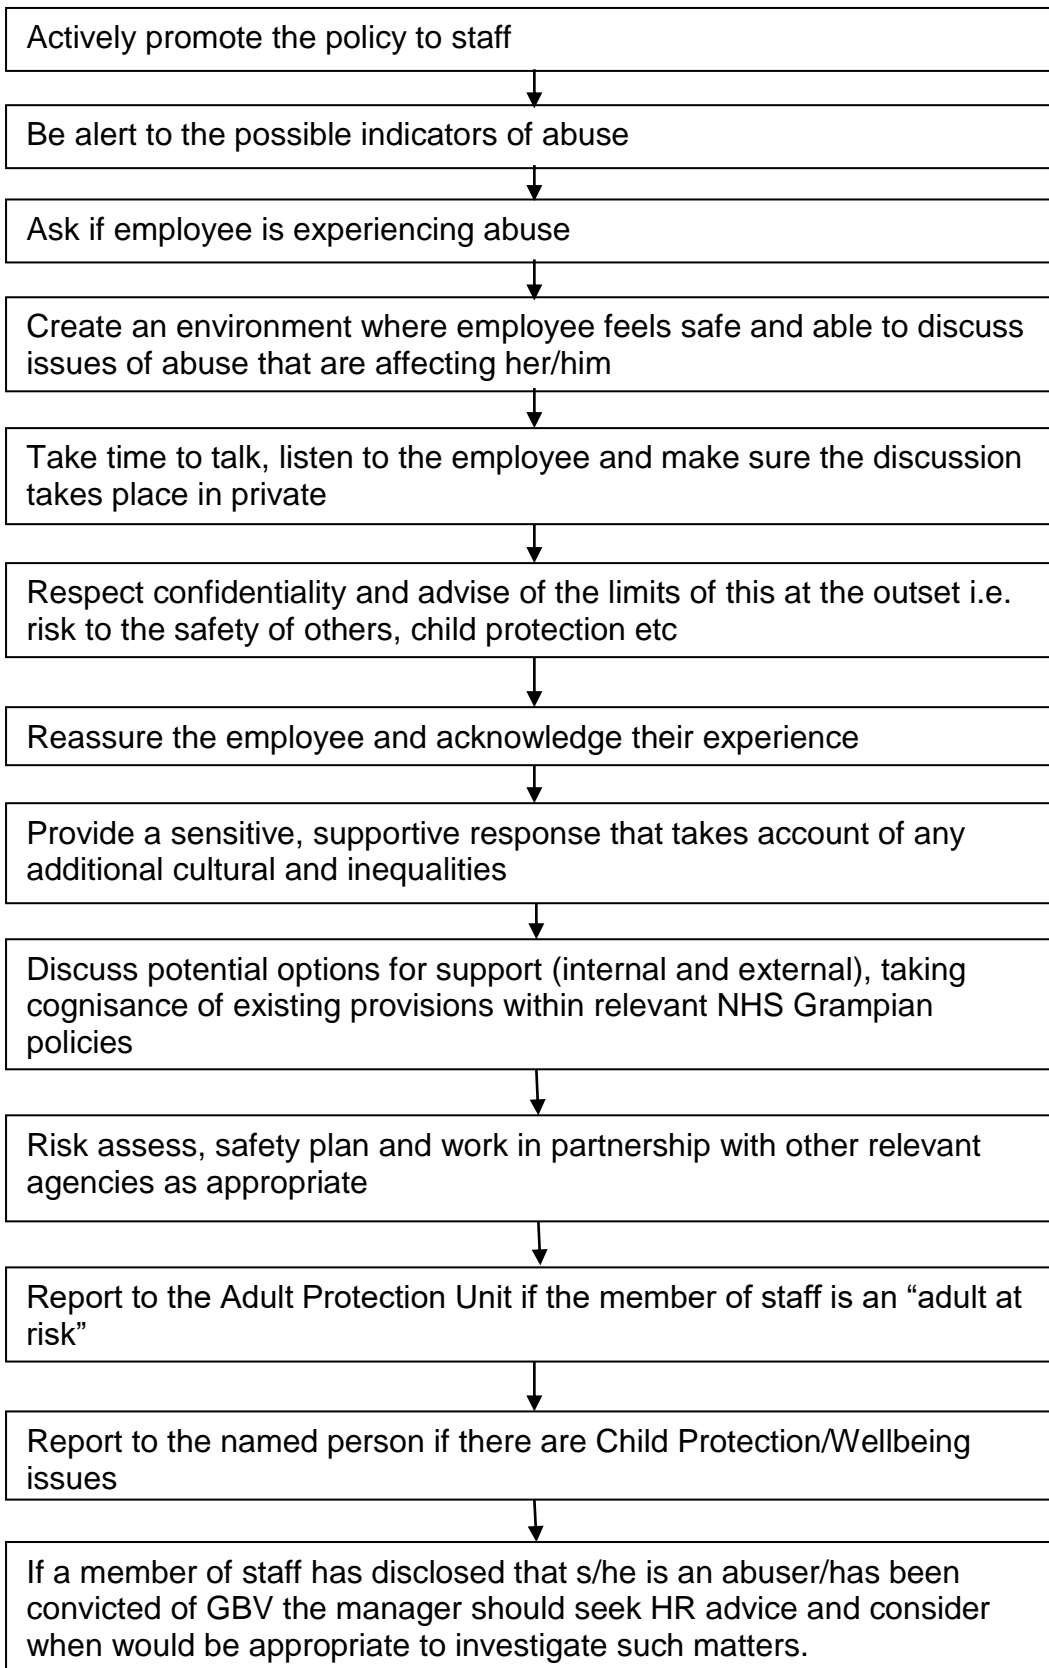 Actively promote the policy to staff
Be alert to the possible indicators of abuse
Ask if employee is experiencing abuse
Create an environment where employee feels safe and able to discuss
issues of abuse that are affecting her/him
Take time to talk, listen to the employee and make sure the discussion
takes place in private
Respect confidentiality and advise of the limits of this at the outset i.e.
risk to the safety of others, child protection etc
Reassure the employee and acknowledge their experience
Provide a sensitive, supportive response that takes account of any
additional cultural and inequalities
Discuss potential options for support (internal and external), taking
cognisance of existing provisions within relevant NHS Grampian
policies
Risk assess, safety plan and work in partnership with other relevant
agencies as appropriate
Report to the Adult Protection Unit if the member of staff is an “adult at
risk”
Report to the named person if there are Child Protection/Wellbeing
issues
If a member of staff has disclosed that s/he is an abuser/has been
convicted of GBV the manager should seek HR advice and consider
when would be appropriate to investigate such matters.